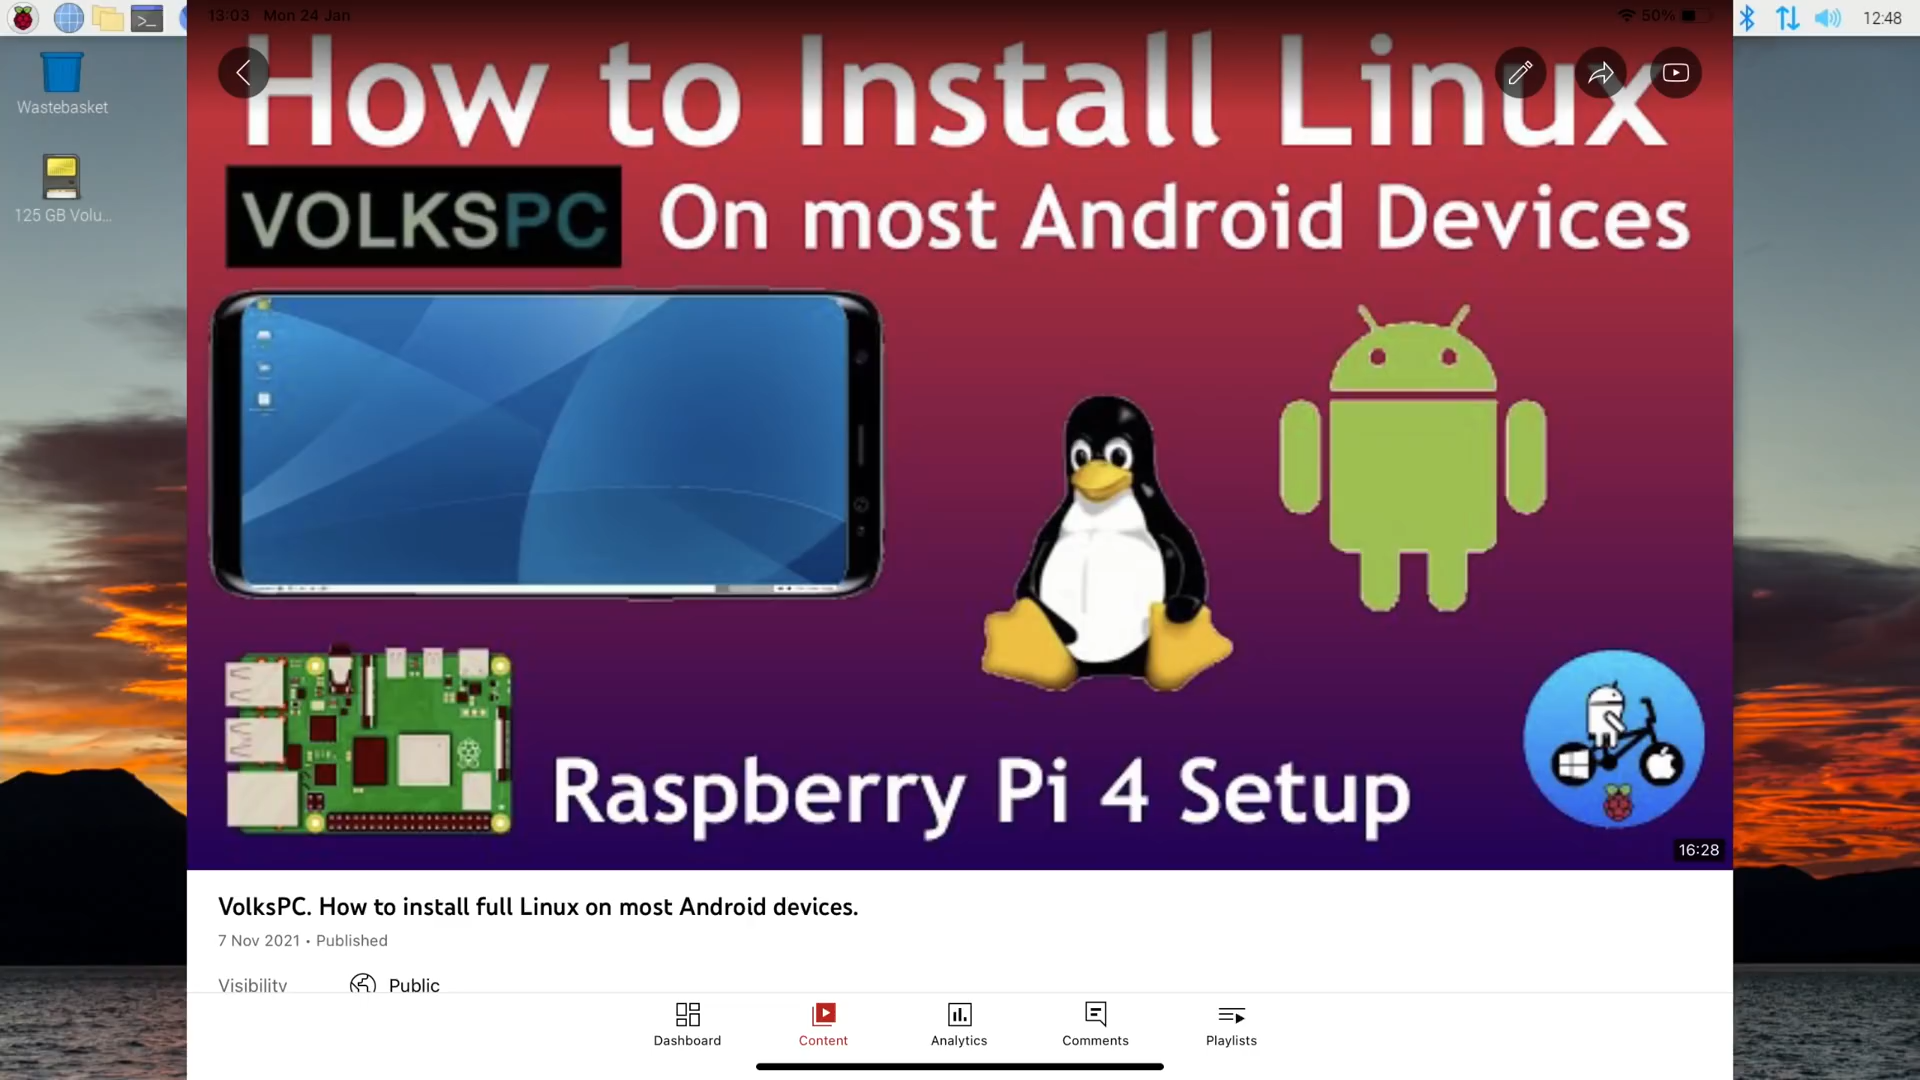 13:03 Mon 24 Jan
50%
12:48
Wastebasket
125 GB Volu...
How to Install Linux
VOLKSPC
On most Android Devices
Raspberry Pi 4 Setup
16:28
VolksPC. How to install full Linux on most Android devices.
7 Nov 2021 • Published
Visibility Public
Dashboard
Content
Analytics
Comments
Playlists